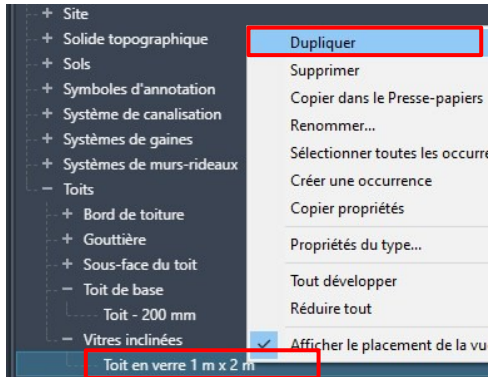 Site
Solide topographique
Sols
Symboles d'annotation
Système de canalisation
Systèmes de gaines
Systèmes de murs-rideaux
Toits
Bord de toiture
Gouttière
Sous-face du toit
Toit de base
Toit - 200 mm
Vitres inclinées
Toit en verre 1 m x 2 m
Dupliquer
Supprimer
Copier dans le Presse-papiers
Renommer...
Sélectionner toutes les occurre
Créer une occurrence
Copier propriétés
Propriétés du type...
Tout développer
Réduire tout
Afficher le placement de la vu